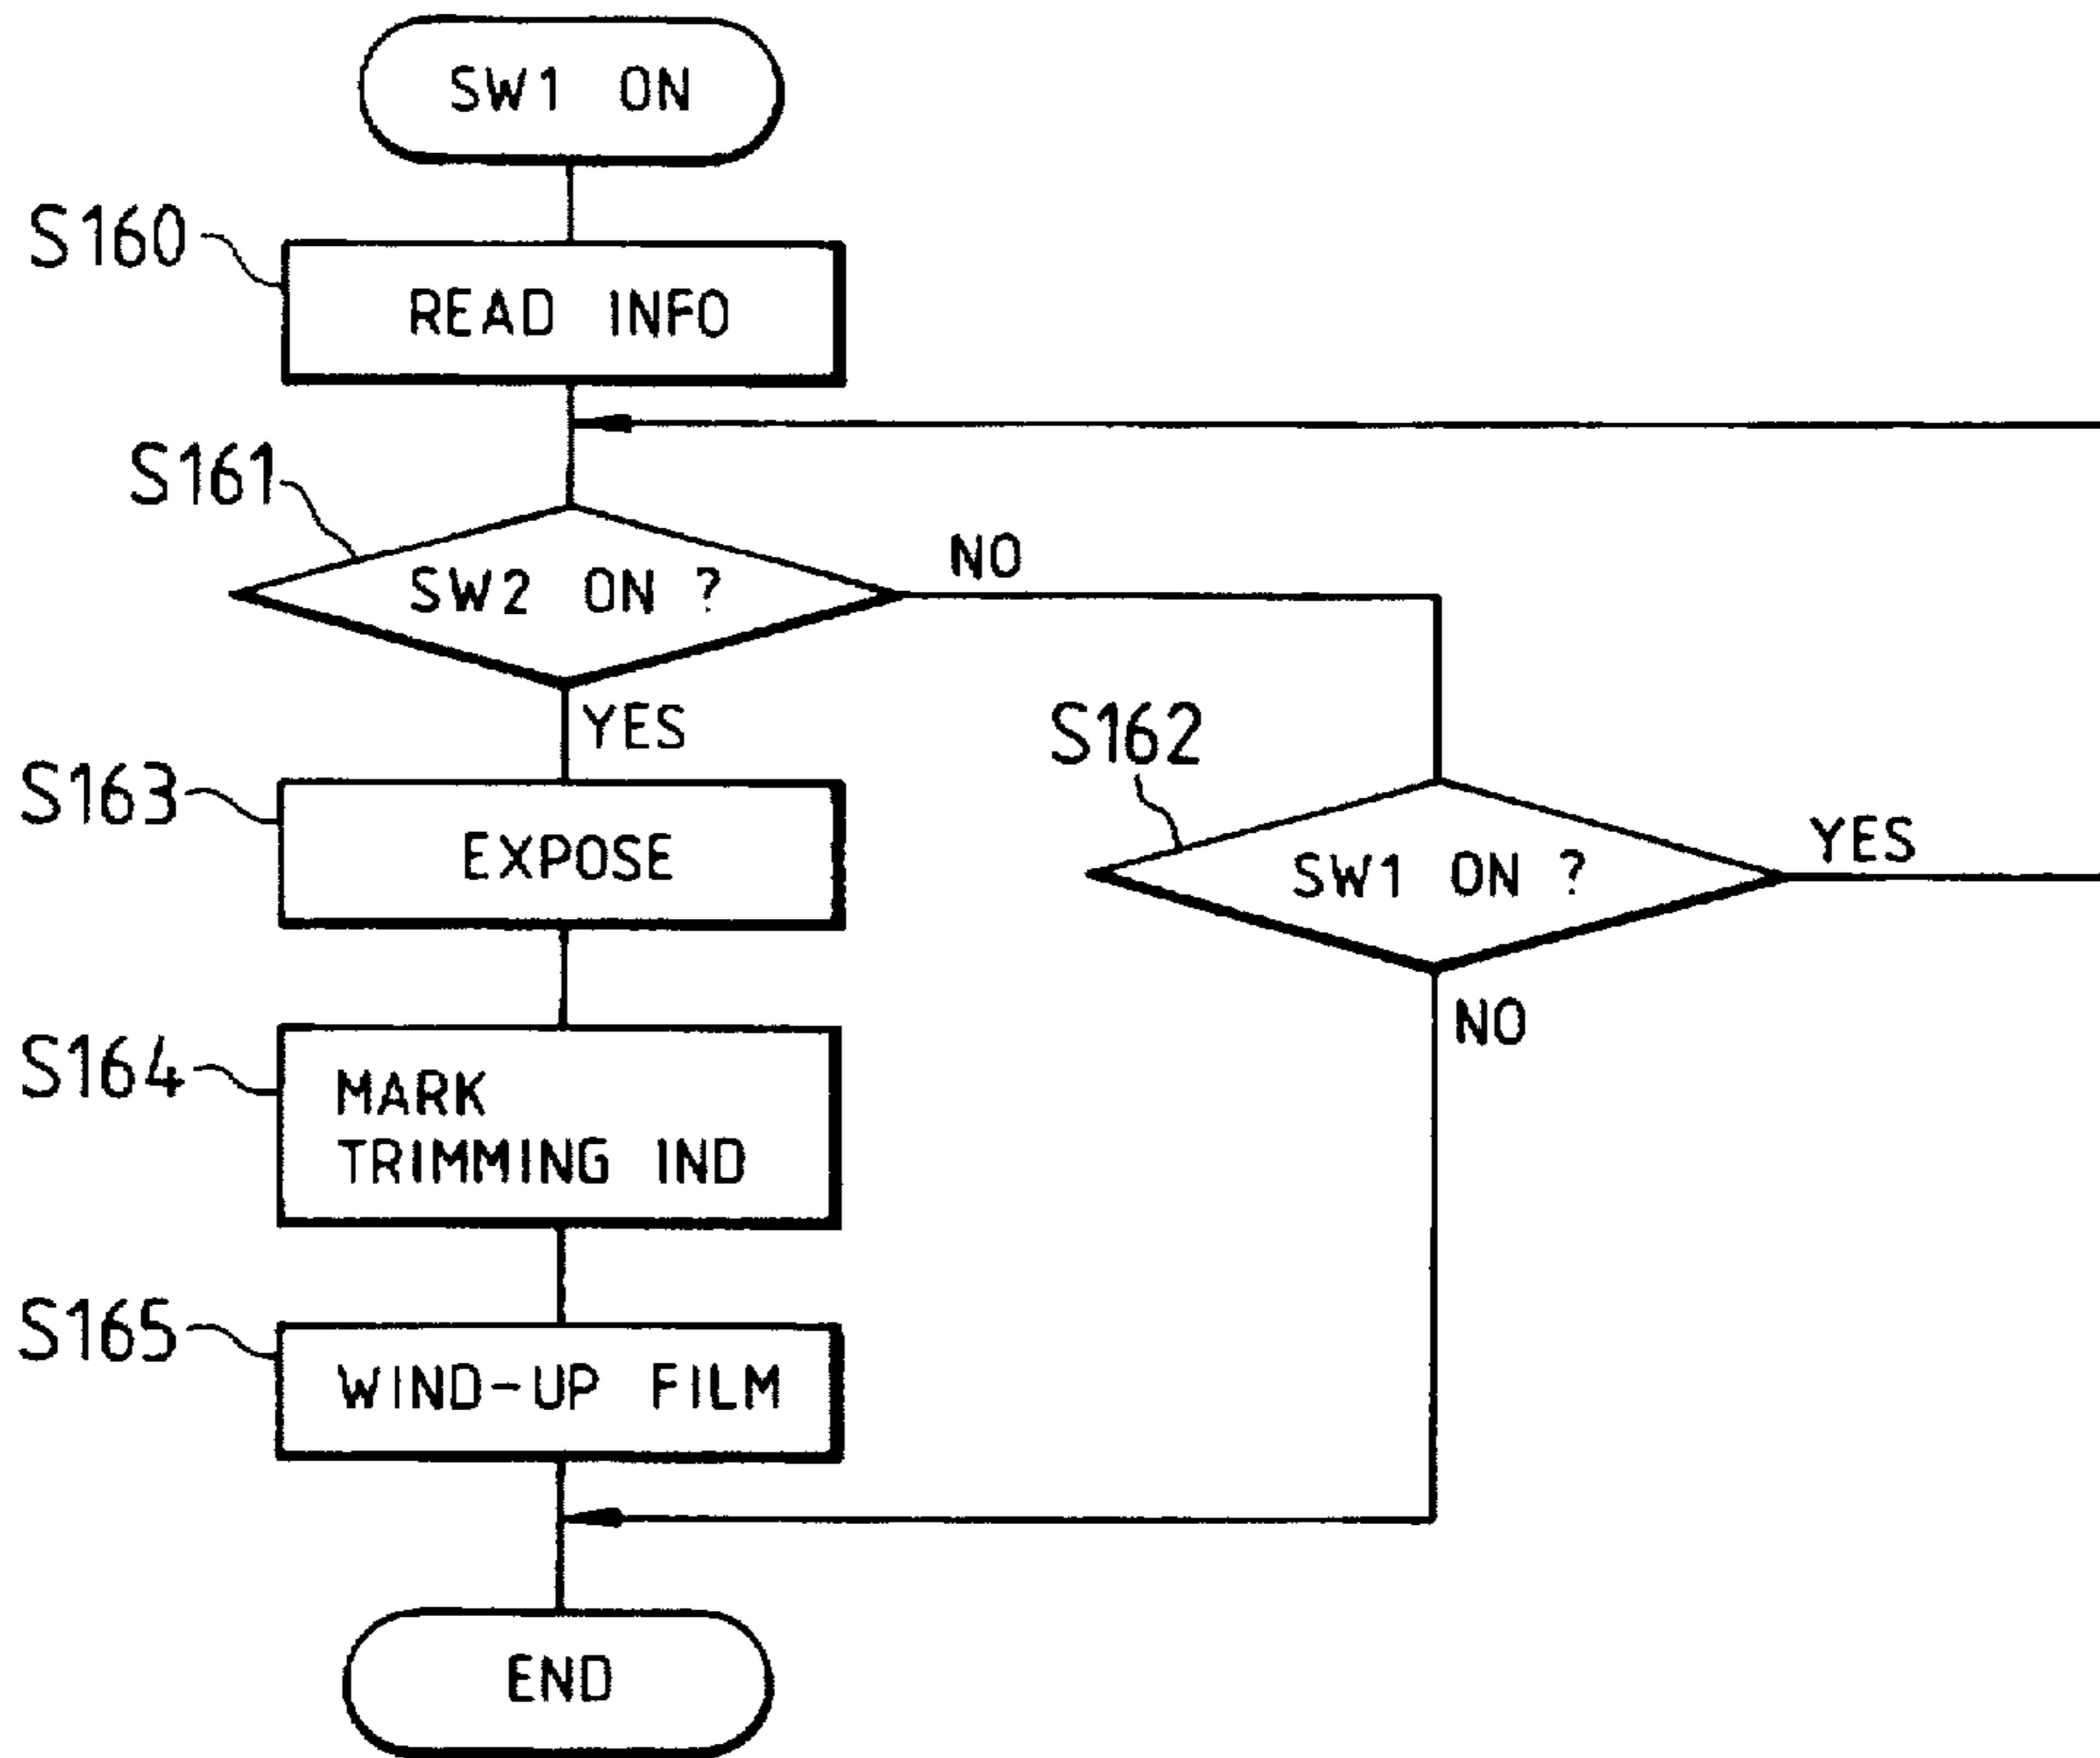 SW1 ON
S160
READ INFO
S161
SW2 ON ?
NO
YES
S162
SW1 ON ?
YES
NO
S163
EXPOSE
S164
MARK
TRIMMING IND
S165
WIND-UP FILM
END